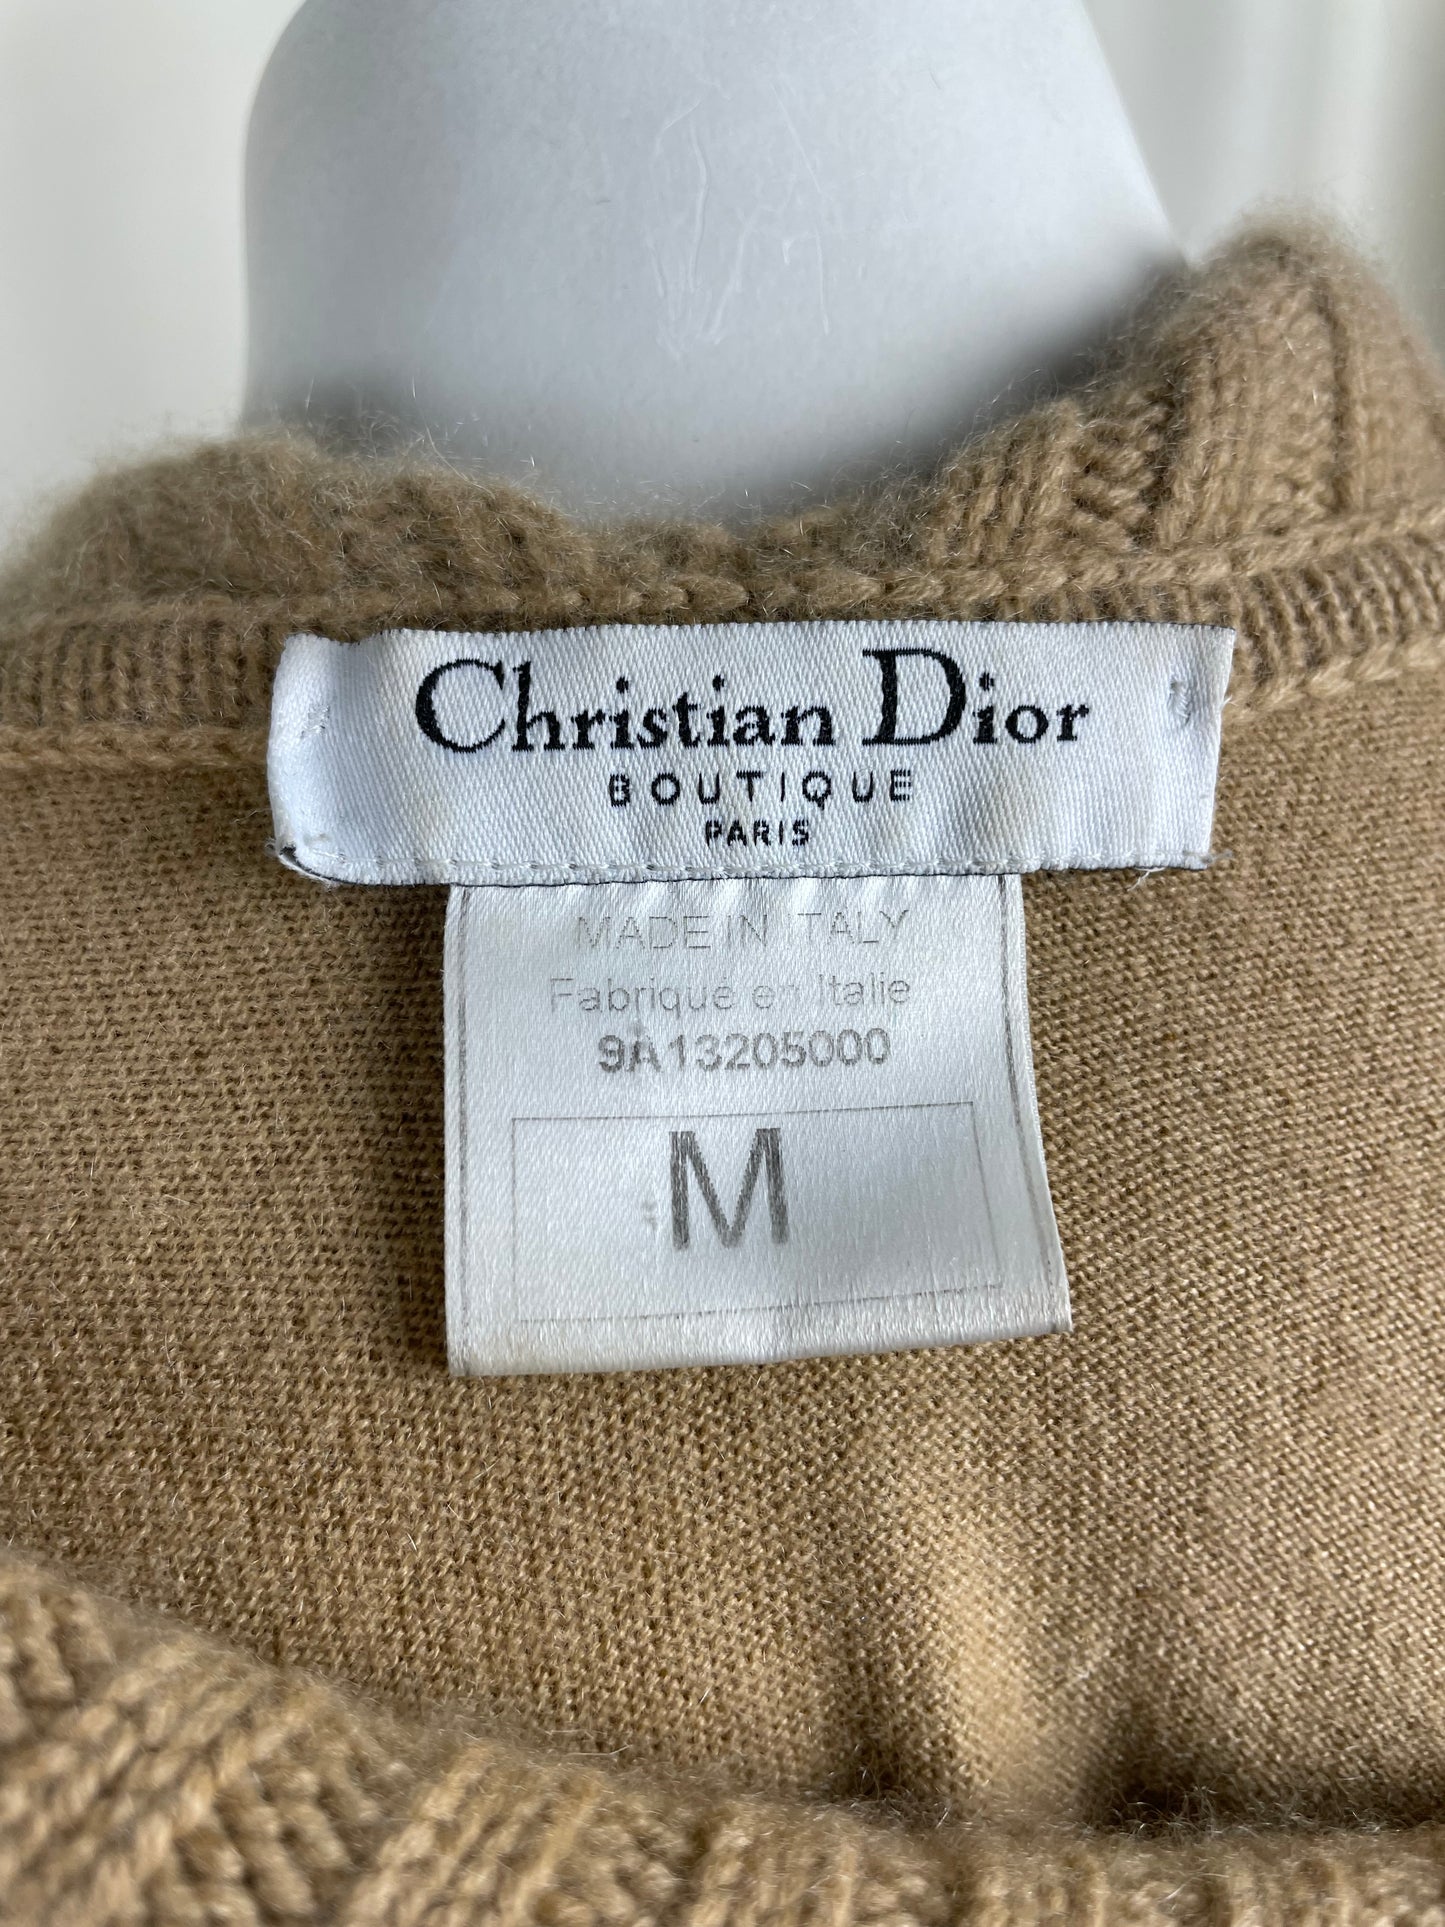 Christian Dior
BOUTIQUE
PARIS
MADE IN ITALY
Fabriqué en Italie
9A13205000
M